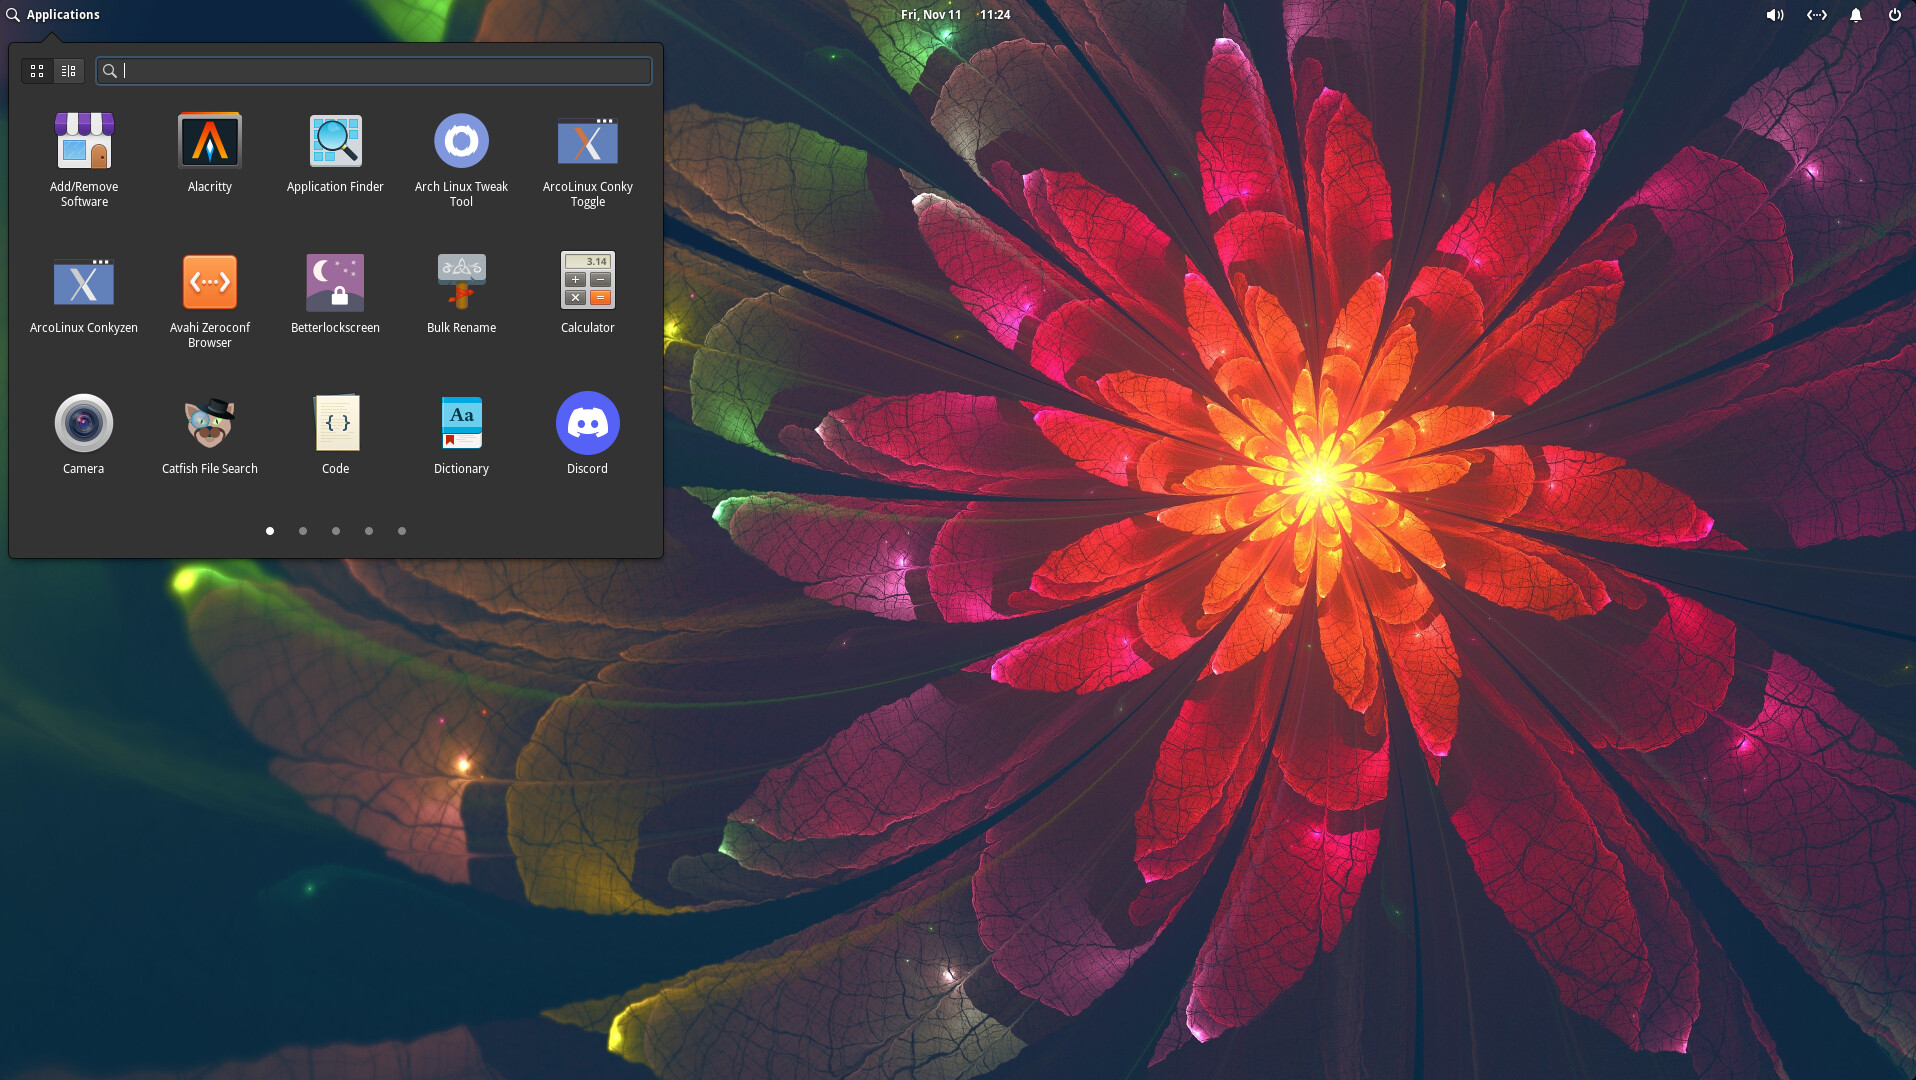 Applications
Fri, Nov 11 11:24
Add/Remove
Software
Alacritty
Application Finder
Arch Linux Tweak
Tool
ArcoLinux Conky
Toggle
ArcoLinux Conkyzen
Avahi Zeroconf
Browser
Betterlockscreen
Bulk Rename
3.14
Calculator
Camera
Catfish File Search
{ }
Code
Aa
Dictionary
Discord